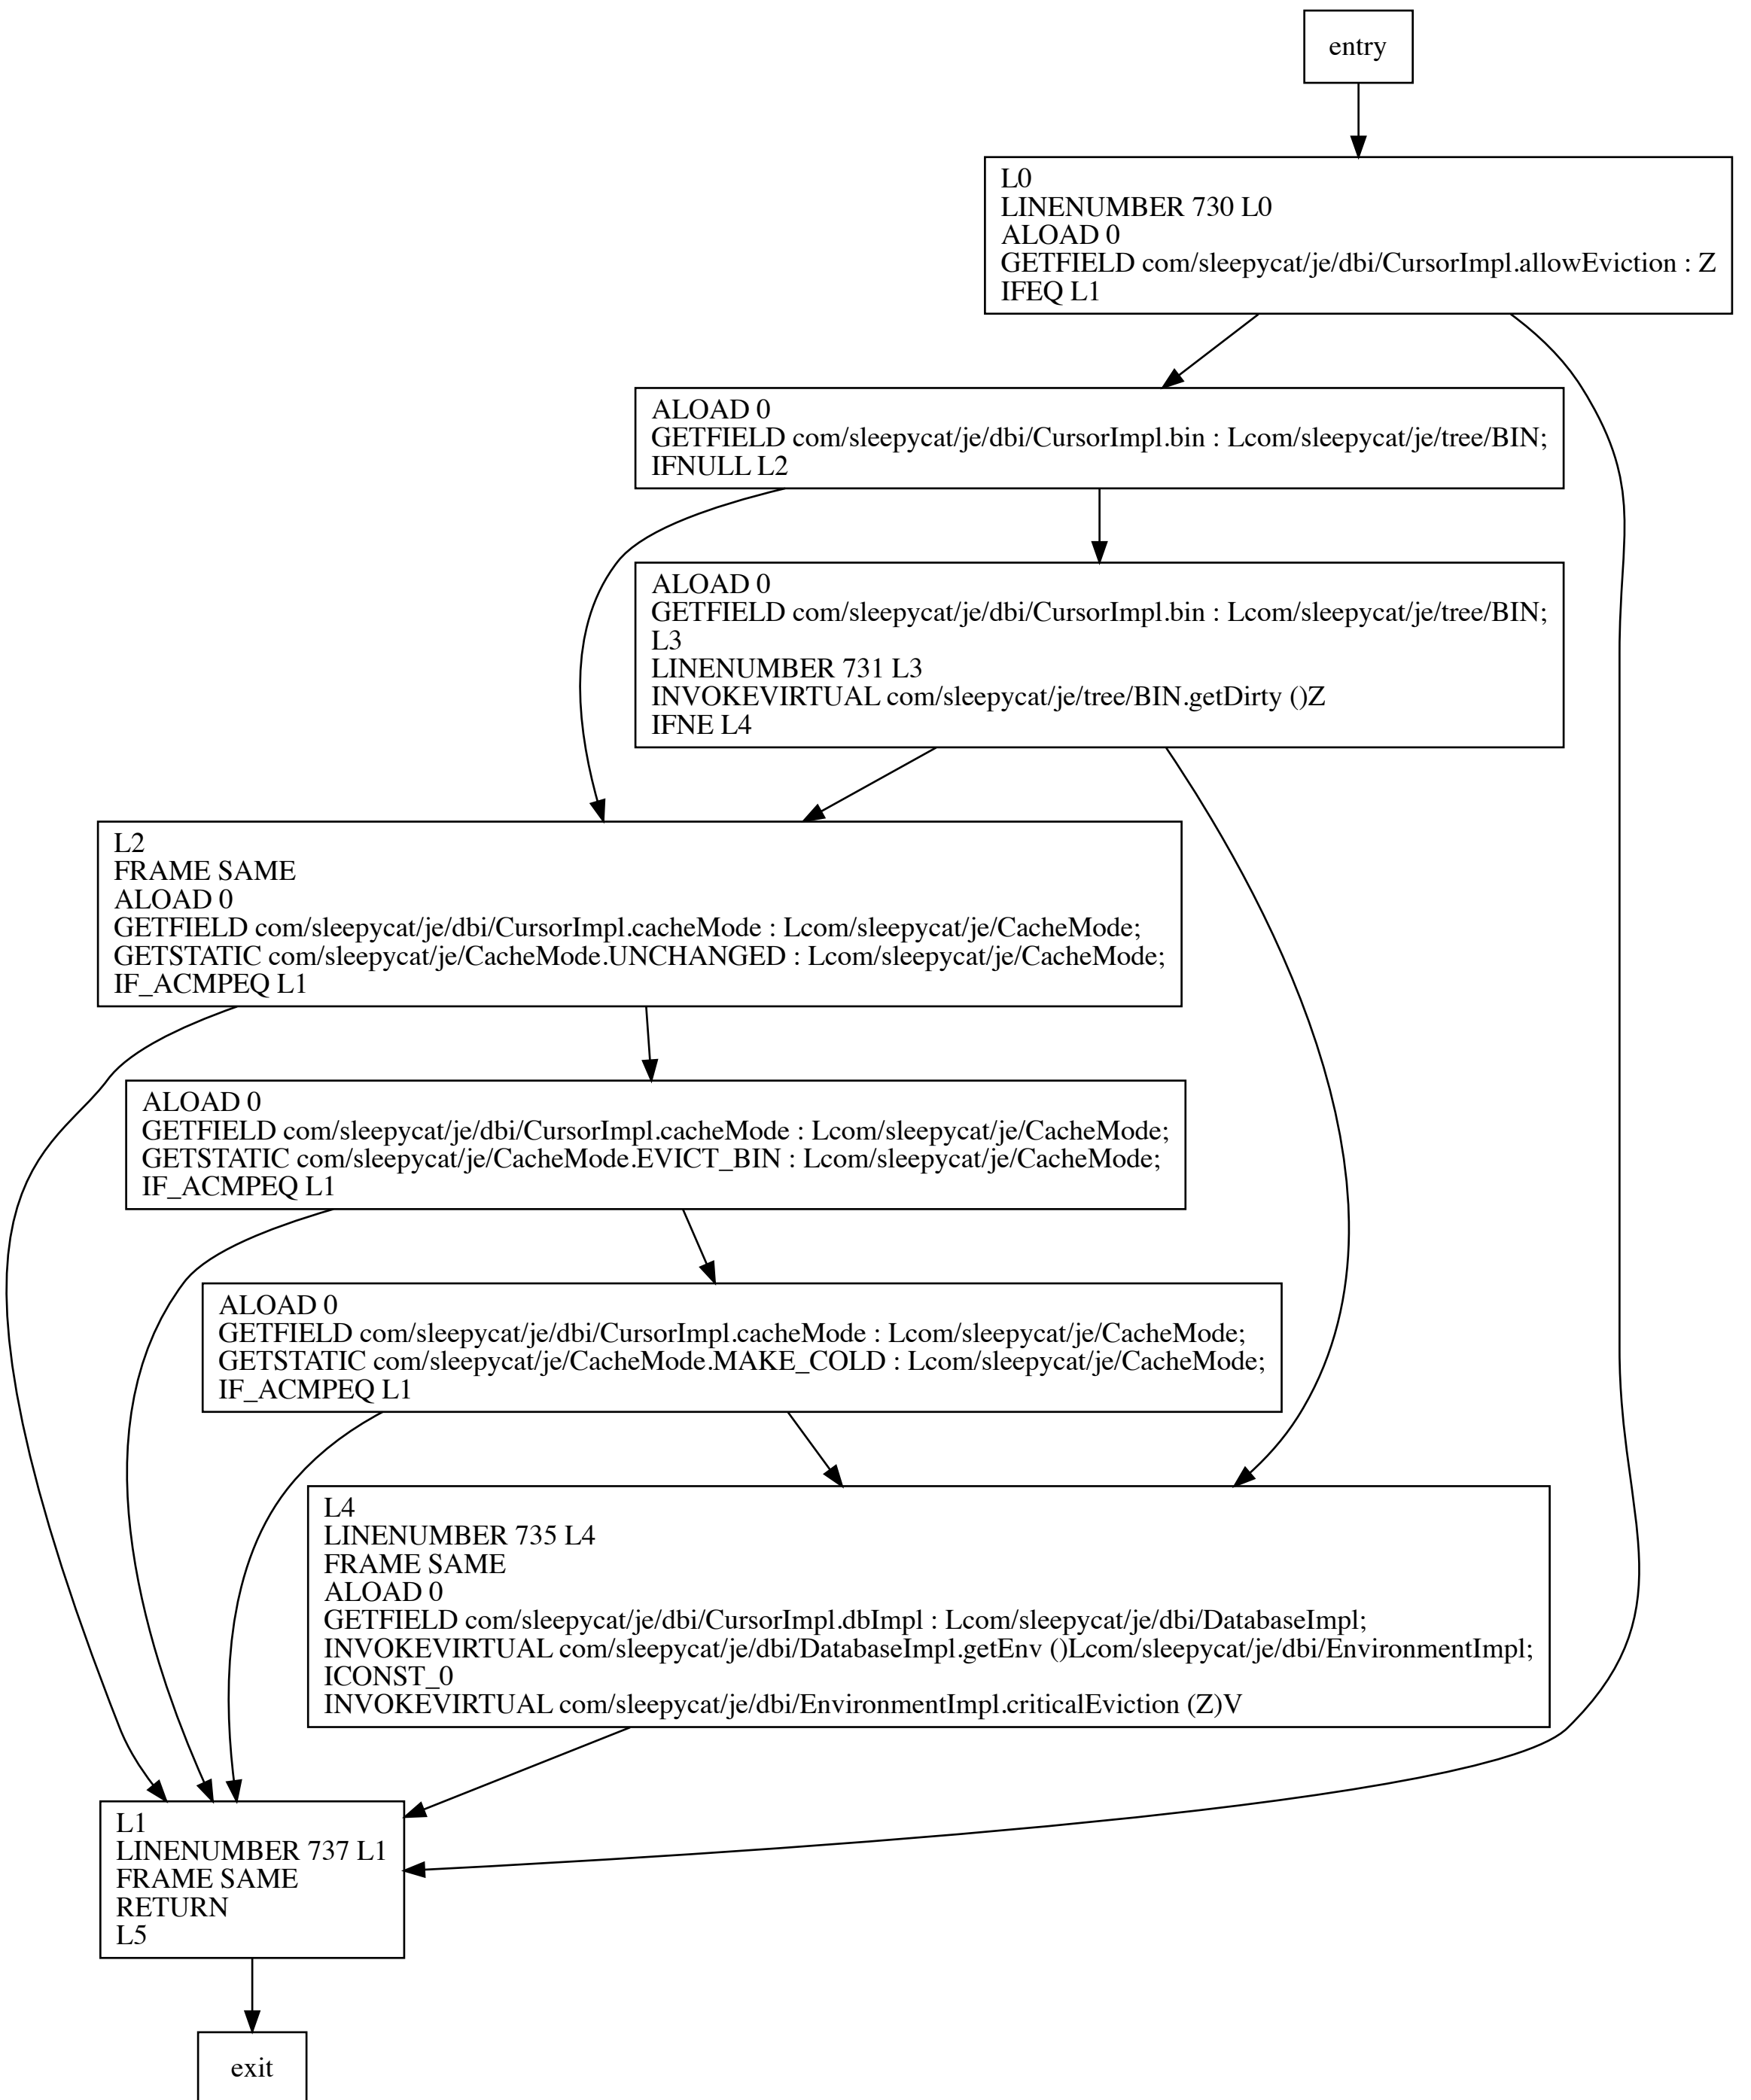 entry
L0
LINENUMBER 730 L0
ALOAD 0
GETFIELD com/sleepycat/je/dbi/CursorImpl.allowEviction : Z
IFEQ L1
ALOAD 0
GETFIELD com/sleepycat/je/dbi/CursorImpl.bin : Lcom/sleepycat/je/tree/BIN;
IFNULL L2
ALOAD 0
GETFIELD com/sleepycat/je/dbi/CursorImpl.bin : Lcom/sleepycat/je/tree/BIN;
L3
LINENUMBER 731 L3
INVOKEVIRTUAL com/sleepycat/je/tree/BIN.getDirty ()Z
IFNE L4
L2
FRAME SAME
ALOAD 0
GETFIELD com/sleepycat/je/dbi/CursorImpl.cacheMode : Lcom/sleepycat/je/CacheMode;
GETSTATIC com/sleepycat/je/CacheMode.UNCHANGED : Lcom/sleepycat/je/CacheMode;
IF_ACMPEQ L1
ALOAD 0
GETFIELD com/sleepycat/je/dbi/CursorImpl.cacheMode : Lcom/sleepycat/je/CacheMode;
GETSTATIC com/sleepycat/je/CacheMode.EVICT_BIN : Lcom/sleepycat/je/CacheMode;
IF_ACMPEQ L1
ALOAD 0
GETFIELD com/sleepycat/je/dbi/CursorImpl.cacheMode : Lcom/sleepycat/je/CacheMode;
GETSTATIC com/sleepycat/je/CacheMode.MAKE_COLD : Lcom/sleepycat/je/CacheMode;
IF_ACMPEQ L1
L4
LINENUMBER 735 L4
FRAME SAME
ALOAD 0
GETFIELD com/sleepycat/je/dbi/CursorImpl.dbImpl : Lcom/sleepycat/je/dbi/DatabaseImpl;
INVOKEVIRTUAL com/sleepycat/je/dbi/DatabaseImpl.getEnv ()Lcom/sleepycat/je/dbi/EnvironmentImpl;
ICONST_0
INVOKEVIRTUAL com/sleepycat/je/dbi/EnvironmentImpl.criticalEviction (Z)V
L1
LINENUMBER 737 L1
FRAME SAME
RETURN
L5
exit